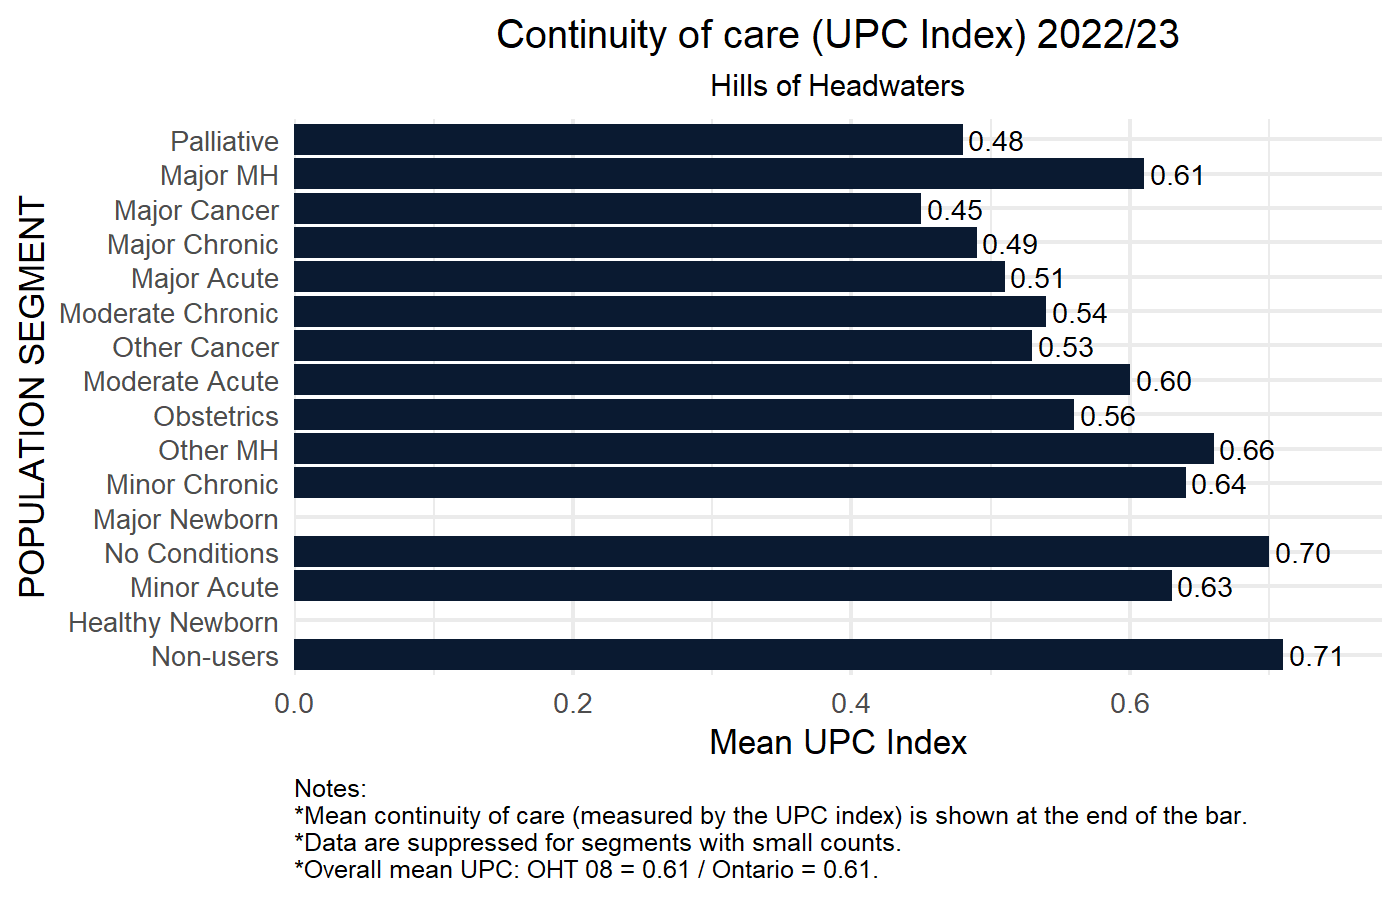 Continuity of care (UPC Index) 2022/23
Hills of Headwaters
POPULATION SEGMENT
Palliative 0.48
Major MH 0.61
Major Cancer 0.45
Major Chronic 0.49
Major Acute 0.51
Moderate Chronic 0.54
Other Cancer 0.53
Moderate Acute 0.60
Obstetrics 0.56
Other MH 0.66
Minor Chronic 0.64
Major Newborn
No Conditions 0.70
Minor Acute 0.63
Healthy Newborn
Non-users 0.71
0.0 0.2 0.4 0.6
Mean UPC Index
Notes:
*Mean continuity of care (measured by the UPC index) is shown at the end of the bar.
*Data are suppressed for segments with small counts.
*Overall mean UPC: OHT 08 = 0.61 / Ontario = 0.61.